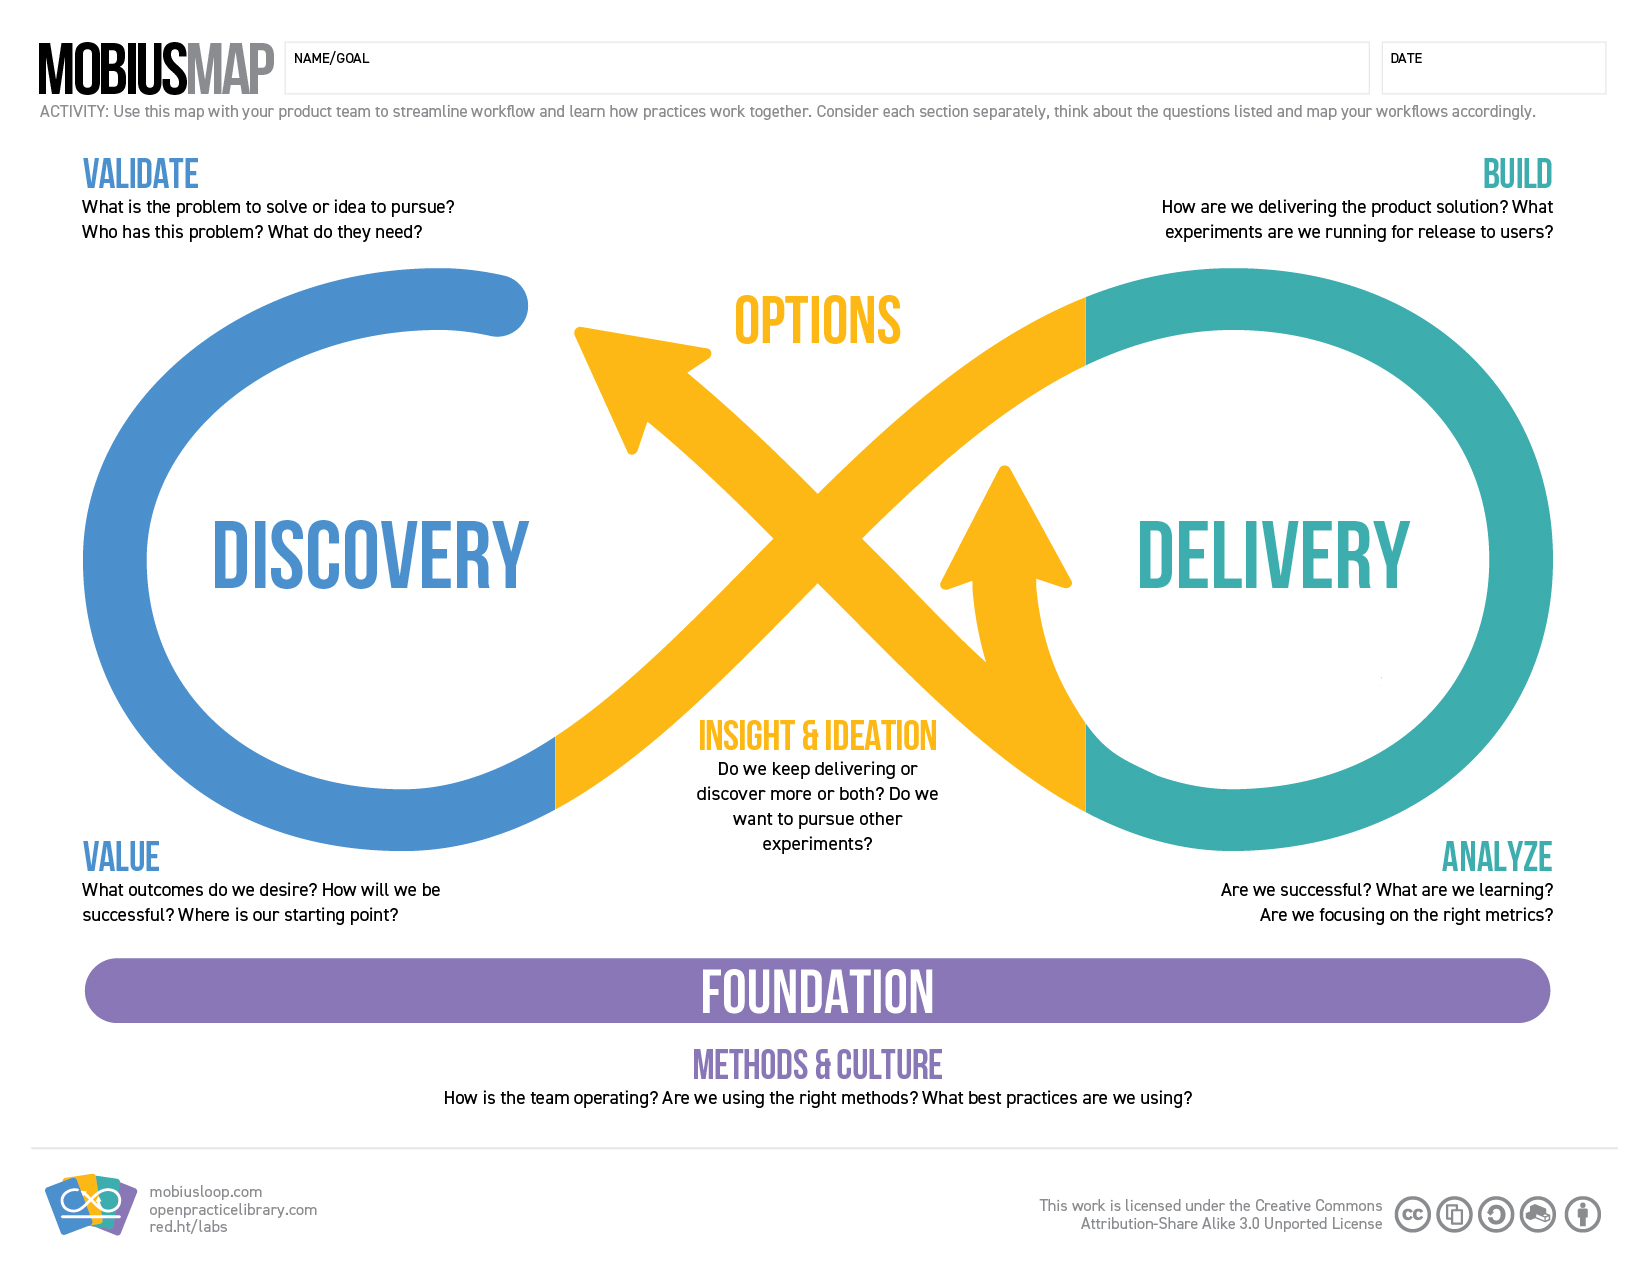 MOBIUSMAP
NAME/GOAL
DATE
ACTIVITY: Use this map with your product team to streamline workflow and learn how practices work together. Consider each section separately, think about the questions listed and map your workflows accordingly.
VALIDATE
What is the problem to solve or idea to pursue?
Who has this problem? What do they need?
BUILD
How are we delivering the product solution? What
experiments are we running for release to users?
OPTIONS
DISCOVERY
DELIVERY
INSIGHT & IDEATION
Do we keep delivering or
discover more or both? Do we
want to pursue other
experiments?
VALUE
What outcomes do we desire? How will we be
successful? Where is our starting point?
ANALYZE
Are we successful? What are we learning?
Are we focusing on the right metrics?
FOUNDATION
METHODS & CULTURE
How is the team operating? Are we using the right methods? What best practices are we using?
mobiusloop.com
openpracticelibrary.com
red.ht/labs
This work is licensed under the Creative Commons
Attribution-Share Alike 3.0 Unported License
cc